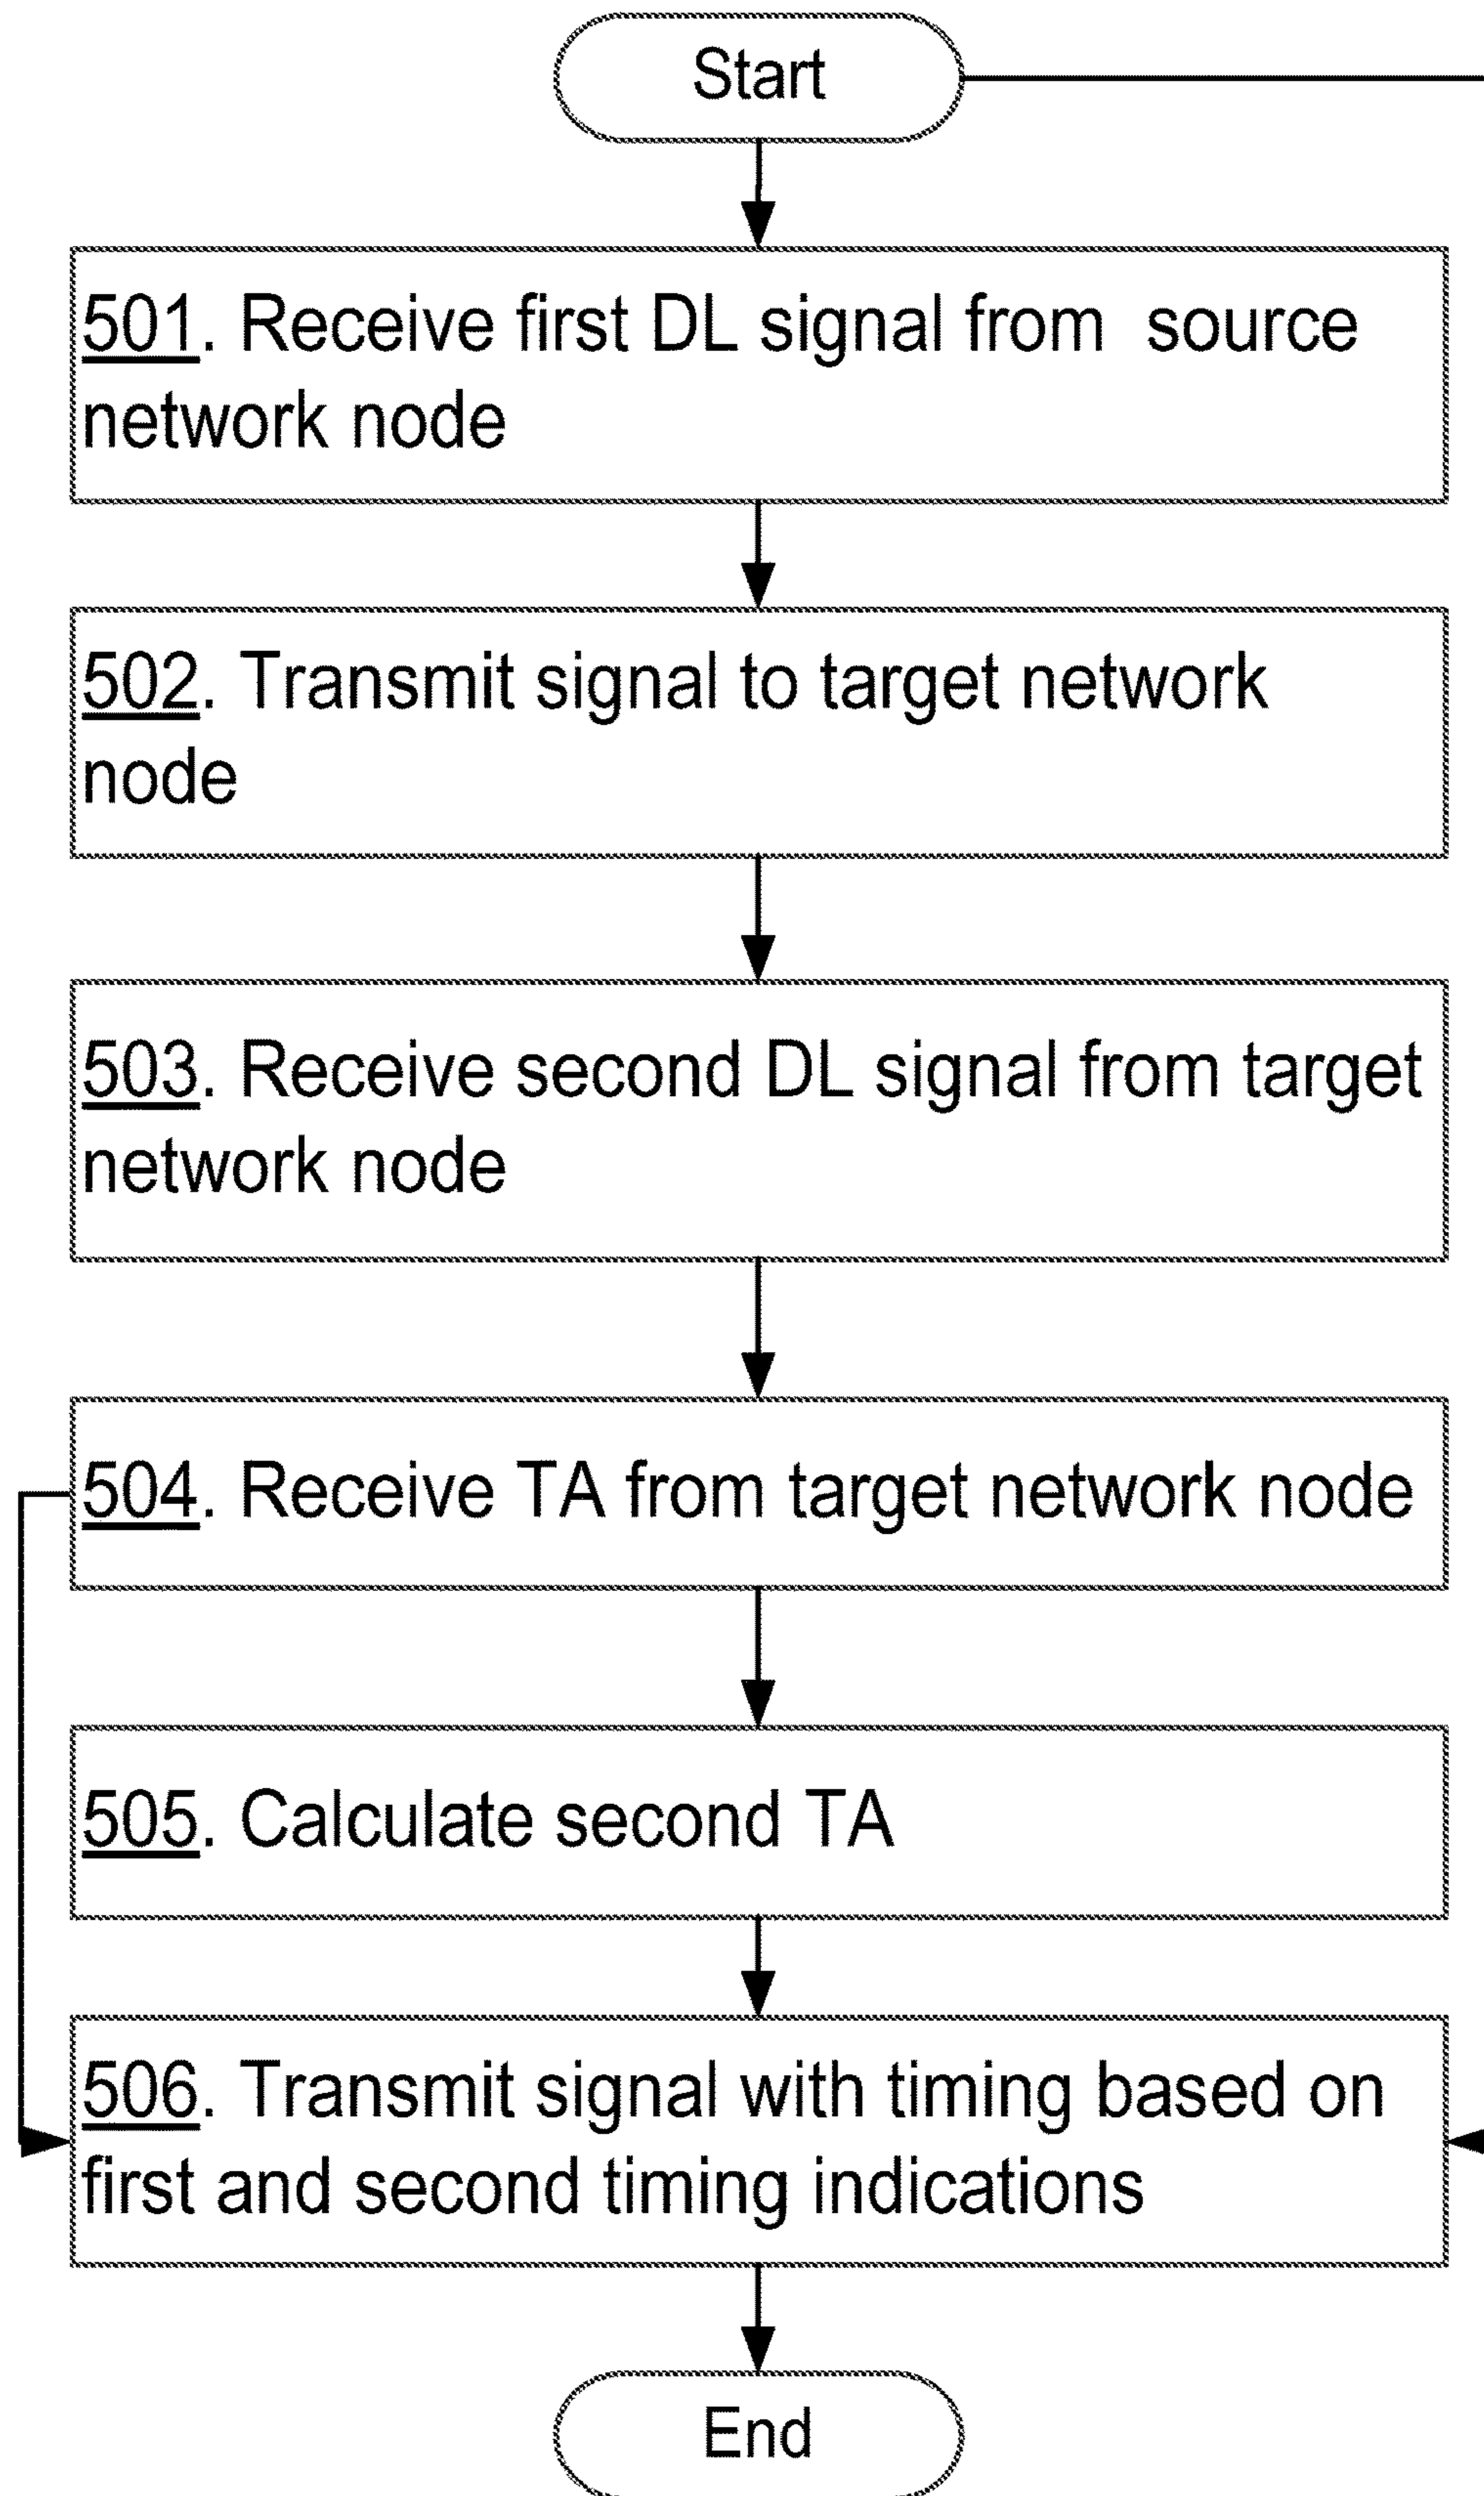 Start
501. Receive first DL signal from source
network node
502. Transmit signal to target network
node
503. Receive second DL signal from target
network node
504. Receive TA from target network node
505. Calculate second TA
506. Transmit signal with timing based on
first and second timing indications
End